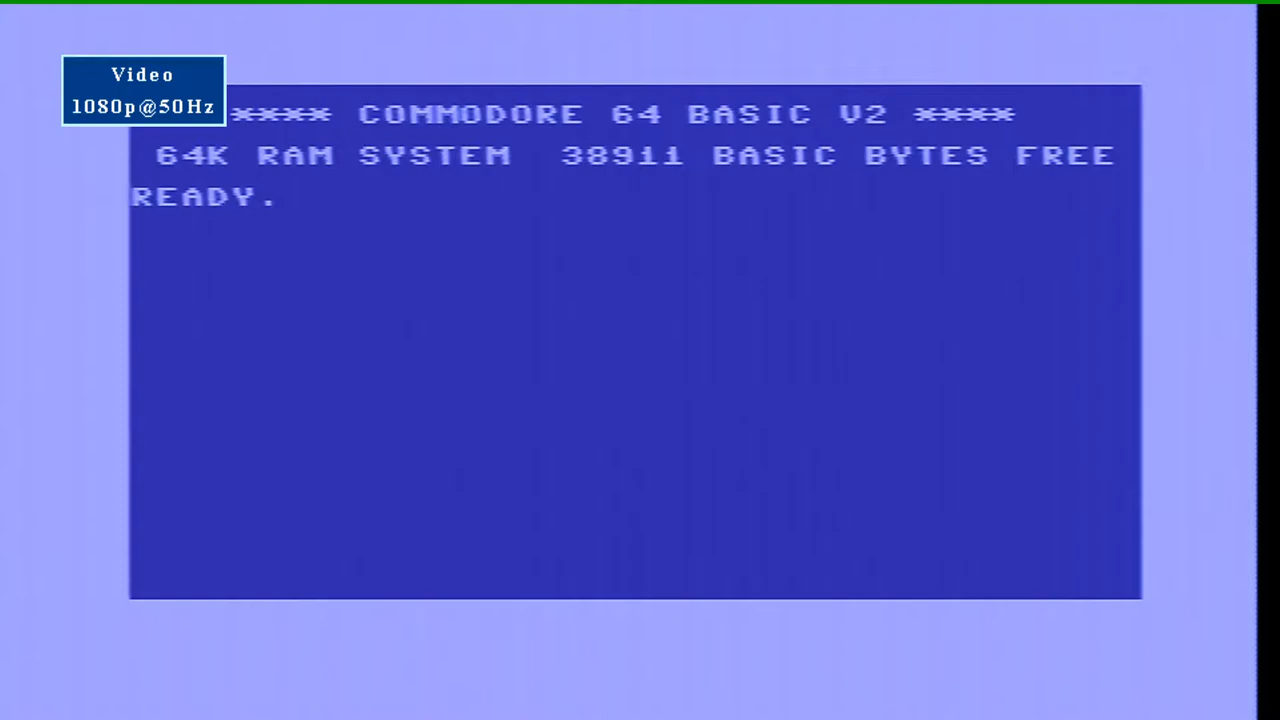 Video
1080p@50Hz
**** COMMODORE 64 BASIC V2 ****
64K RAM SYSTEM  38911 BASIC BYTES FREE
READY.